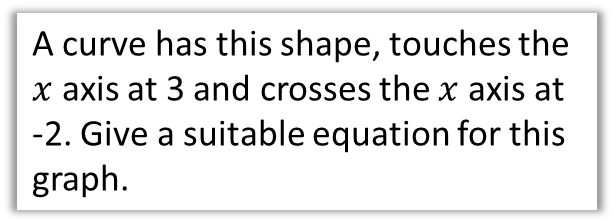 A curve has this shape, touches the
𝑥 axis at 3 and crosses the 𝑥 axis at
-2. Give a suitable equation for this
graph.